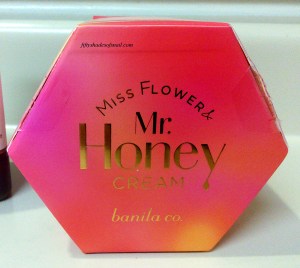 fiftyshadesofsnail.com
MISS FLOWER &
Mr.
Honey
CREAM
banila co.